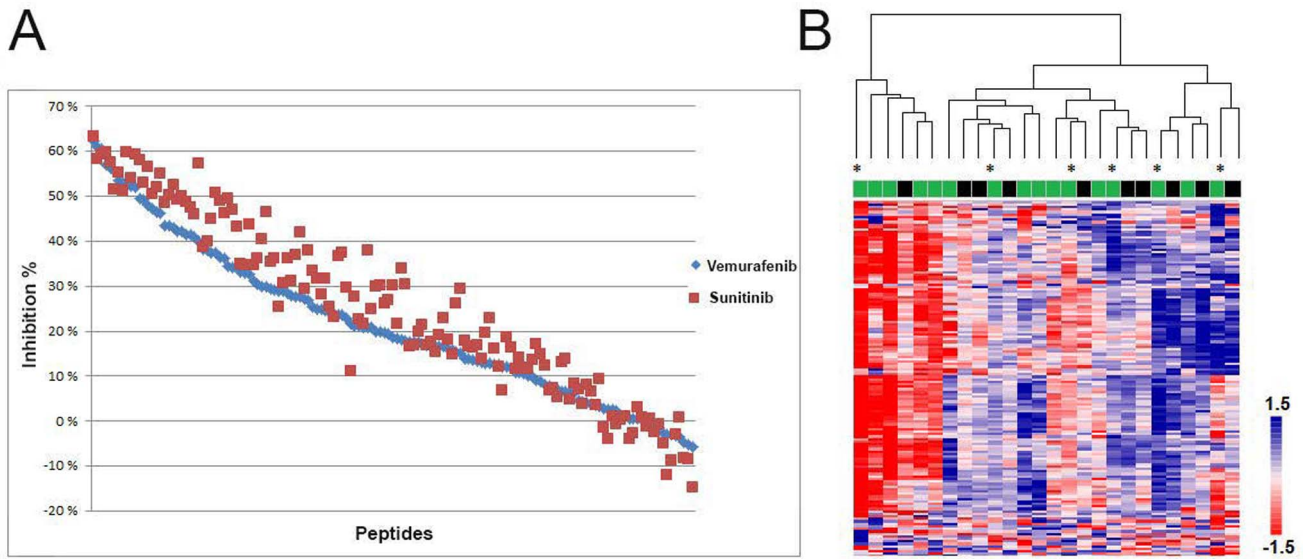 A
B
70 %
60 %
50 %
40 %
30 %
20 %
10 %
0 %
-10 %
-20 %
Inhibition %
Peptides
Vemurafenib
Sunitinib
* * * * * *
1.5
-1.5